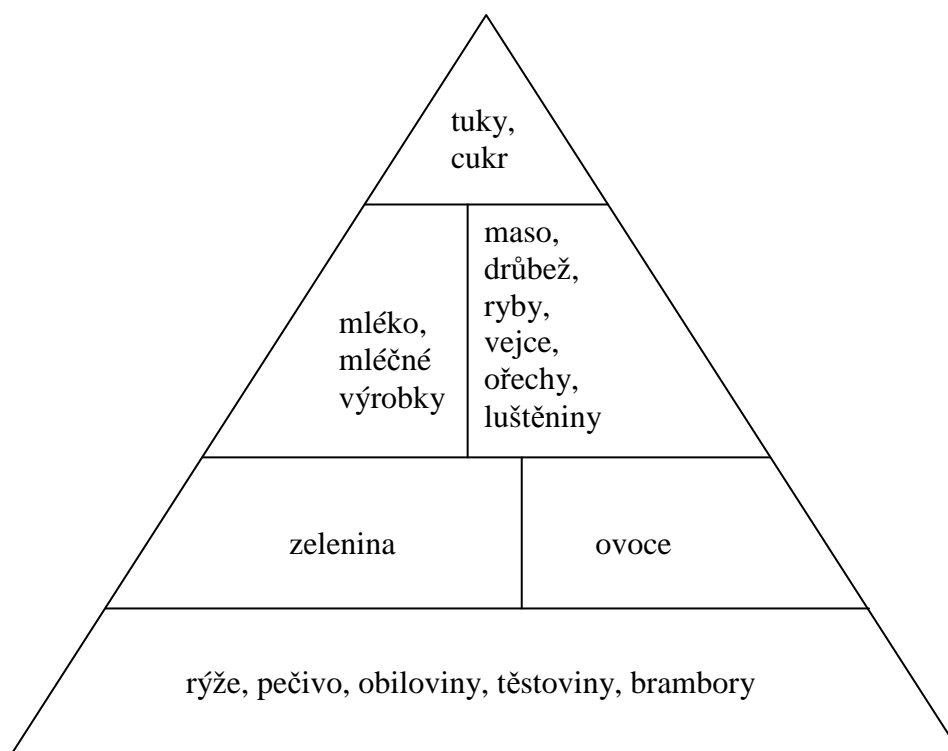 tuky,
cukr
mléko,
mléčné
výrobky
maso,
drůbež,
ryby,
vejce,
ořechy,
luštěniny
zelenina
ovoce
rýže, pečivo, obiloviny, těstoviny, brambory